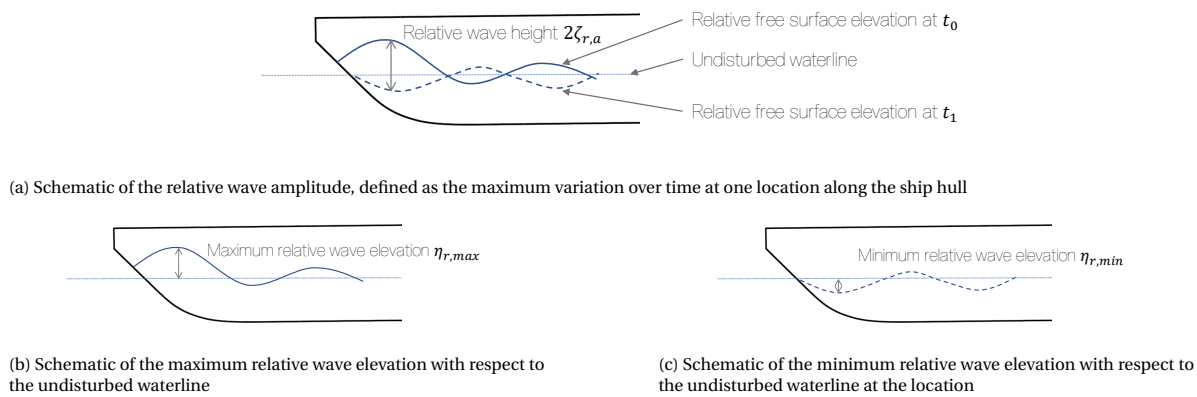 Relative wave height 2ζ_{r,a}
Relative free surface elevation at t_0
Undisturbed waterline
Relative free surface elevation at t_1
(a) Schematic of the relative wave amplitude, defined as the maximum variation over time at one location along the ship hull
Maximum relative wave elevation η_{r,max}
Minimum relative wave elevation η_{r,min}
(b) Schematic of the maximum relative wave elevation with respect to
the undisturbed waterline
(c) Schematic of the minimum relative wave elevation with respect to
the undisturbed waterline at the location